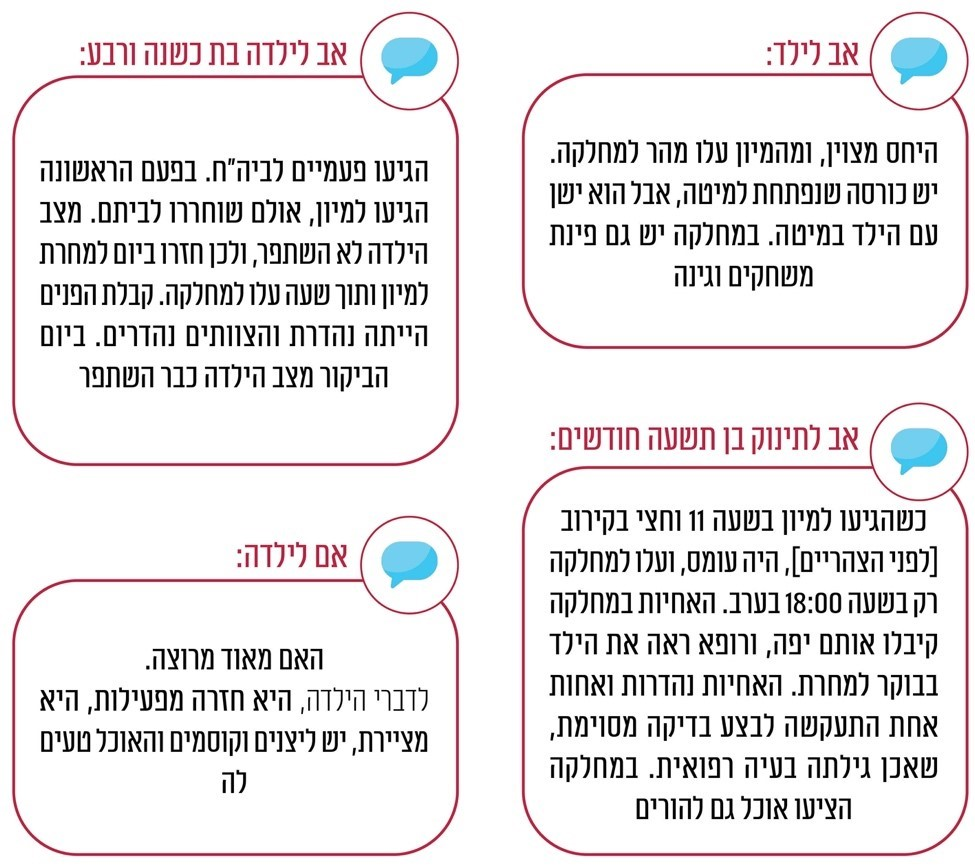 אב לילד:
היחס מצוין, ומהמיון עלו מהר למחלקה.
יש כורסה שנפתחת למיטה, אבל הוא ישן
עם הילד במיטה. במחלקה יש גם פינת
משחקים וגינה
אב לילדה בת כשנה ורבע:
הגיעו פעמיים לביה"ח. בפעם הראשונה
הגיעו למיון, אולם שוחררו לביתם. מצב
הילדה לא השתפר, ולכן חזרו ביום למחרת
למיון ותוך שעה עלו למחלקה. קבלת הפנים
הייתה נהדרת והצוותים נהדרים. ביום
הביקור מצב הילדה כבר השתפר
אב לתינוק בן תשעה חודשים:
כשהגיעו למיון בשעה 11 וחצי בקירוב
[לפני הצהריים], היה עומס, ועלו למחלקה
רק בשעה 18:00 בערב. האחיות במחלקה
קיבלו אותם יפה, ורופא ראה את הילד
בבוקר למחרת. האחיות נהדרות ואחות
אחת התעקשה לבצע בדיקה מסוימת,
שאכן גילתה בעיה רפואית. במחלקה
הציעו אוכל גם להורים
אם לילדה:
האם מאוד מרוצה.
לדברי הילדה, היא חזרה מפעילות, היא
מציירת, יש ליצנים וקוסמים והאוכל טעים
לה